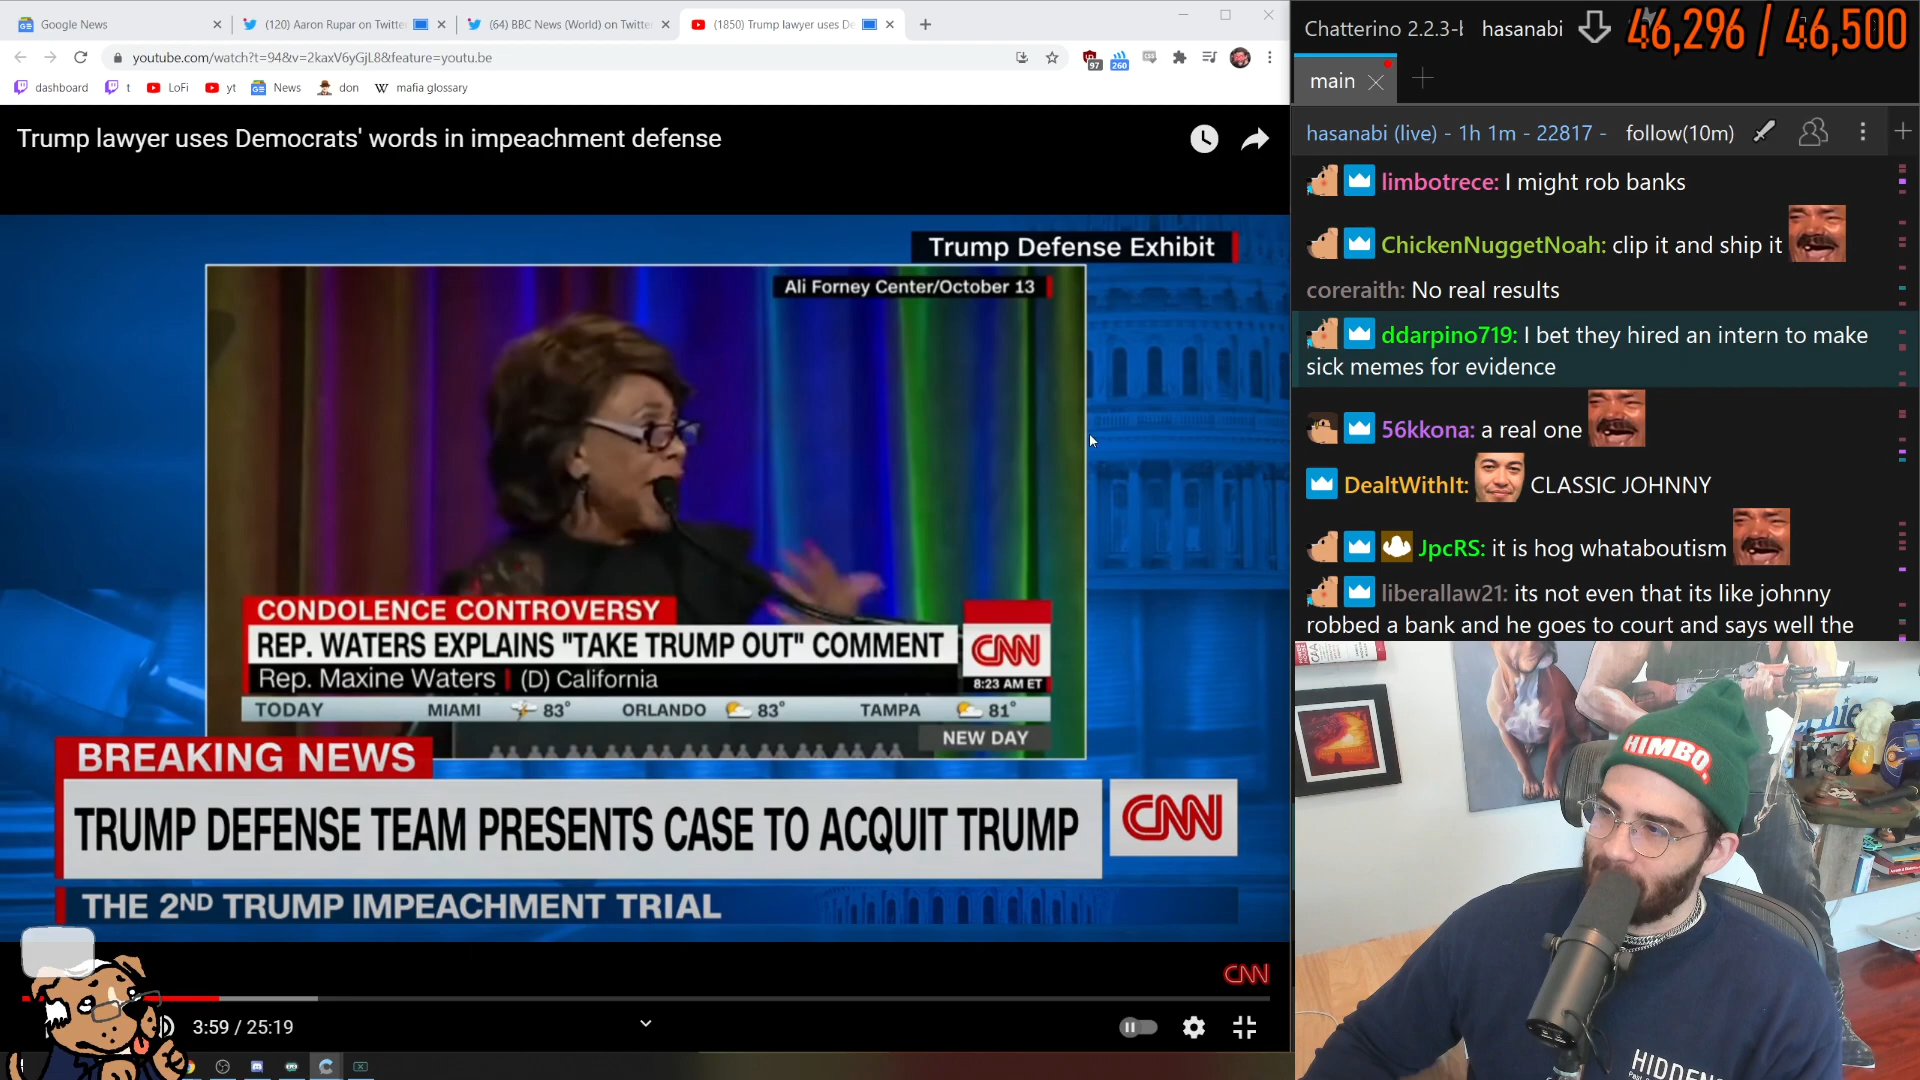 Google News
(120) Aaron Rupar on Twitte
(64) BBC News (World) on Twitte
(1850) Trump lawyer uses De
youtube.com/watch?t=94&v=2kaxV6yGjL8&feature=youtu.be
97
260
dashboard
t
LoFi
yt
News
don
W mafia glossary
Trump lawyer uses Democrats' words in impeachment defense
Trump Defense Exhibit
Ali Forney Center/October 13
CONDOLENCE CONTROVERSY
REP. WATERS EXPLAINS "TAKE TRUMP OUT" COMMENT
CNN
Rep. Maxine Waters | (D) California
8:23 AM ET
TODAY MIAMI 83° ORLANDO 83° TAMPA 81°
NEW DAY
BREAKING NEWS
TRUMP DEFENSE TEAM PRESENTS CASE TO ACQUIT TRUMP
CNN
THE 2ND TRUMP IMPEACHMENT TRIAL
CNN
3:59 / 25:19
Chatterino 2.2.3-b
hasanabi
46,296 / 46,500
main
hasanabi (live) - 1h 1m - 22817 -
follow(10m)
limbotrece: I might rob banks
ChickenNuggetNoah: clip it and ship it
coreraith: No real results
ddarpino719: I bet they hired an intern to make
sick memes for evidence
56kkona: a real one
DealtWithIt: CLASSIC JOHNNY
JpcRS: it is hog whataboutism
liberallaw21: its not even that its like johnny
robbed a bank and he goes to court and says well the
HIMBO.
HIDDEN